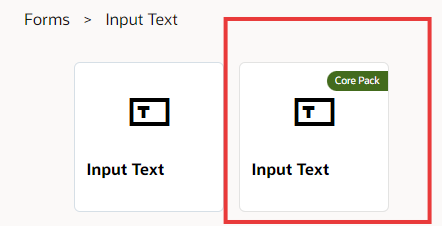 Forms > Input Text
Core Pack
T
T
Input Text
Input Text